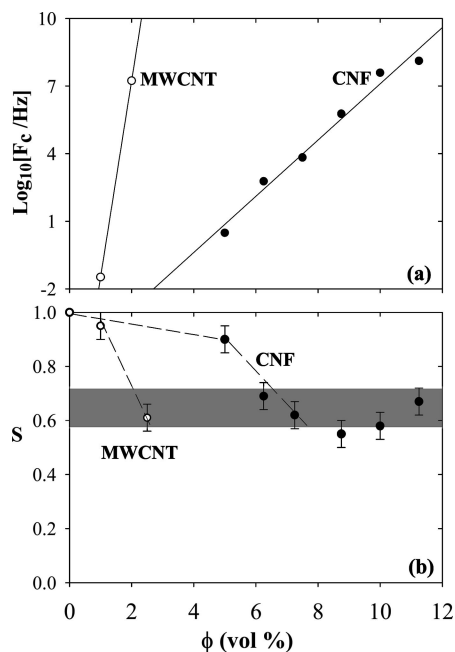 10
7
4
1
-2
Log10[FC /Hz]
MWCNT
CNF
(a)
1.0
0.8
0.6
0.4
0.2
0.0
S
CNF
MWCNT
(b)
0 2 4 6 8 10 12
ϕ (vol %)